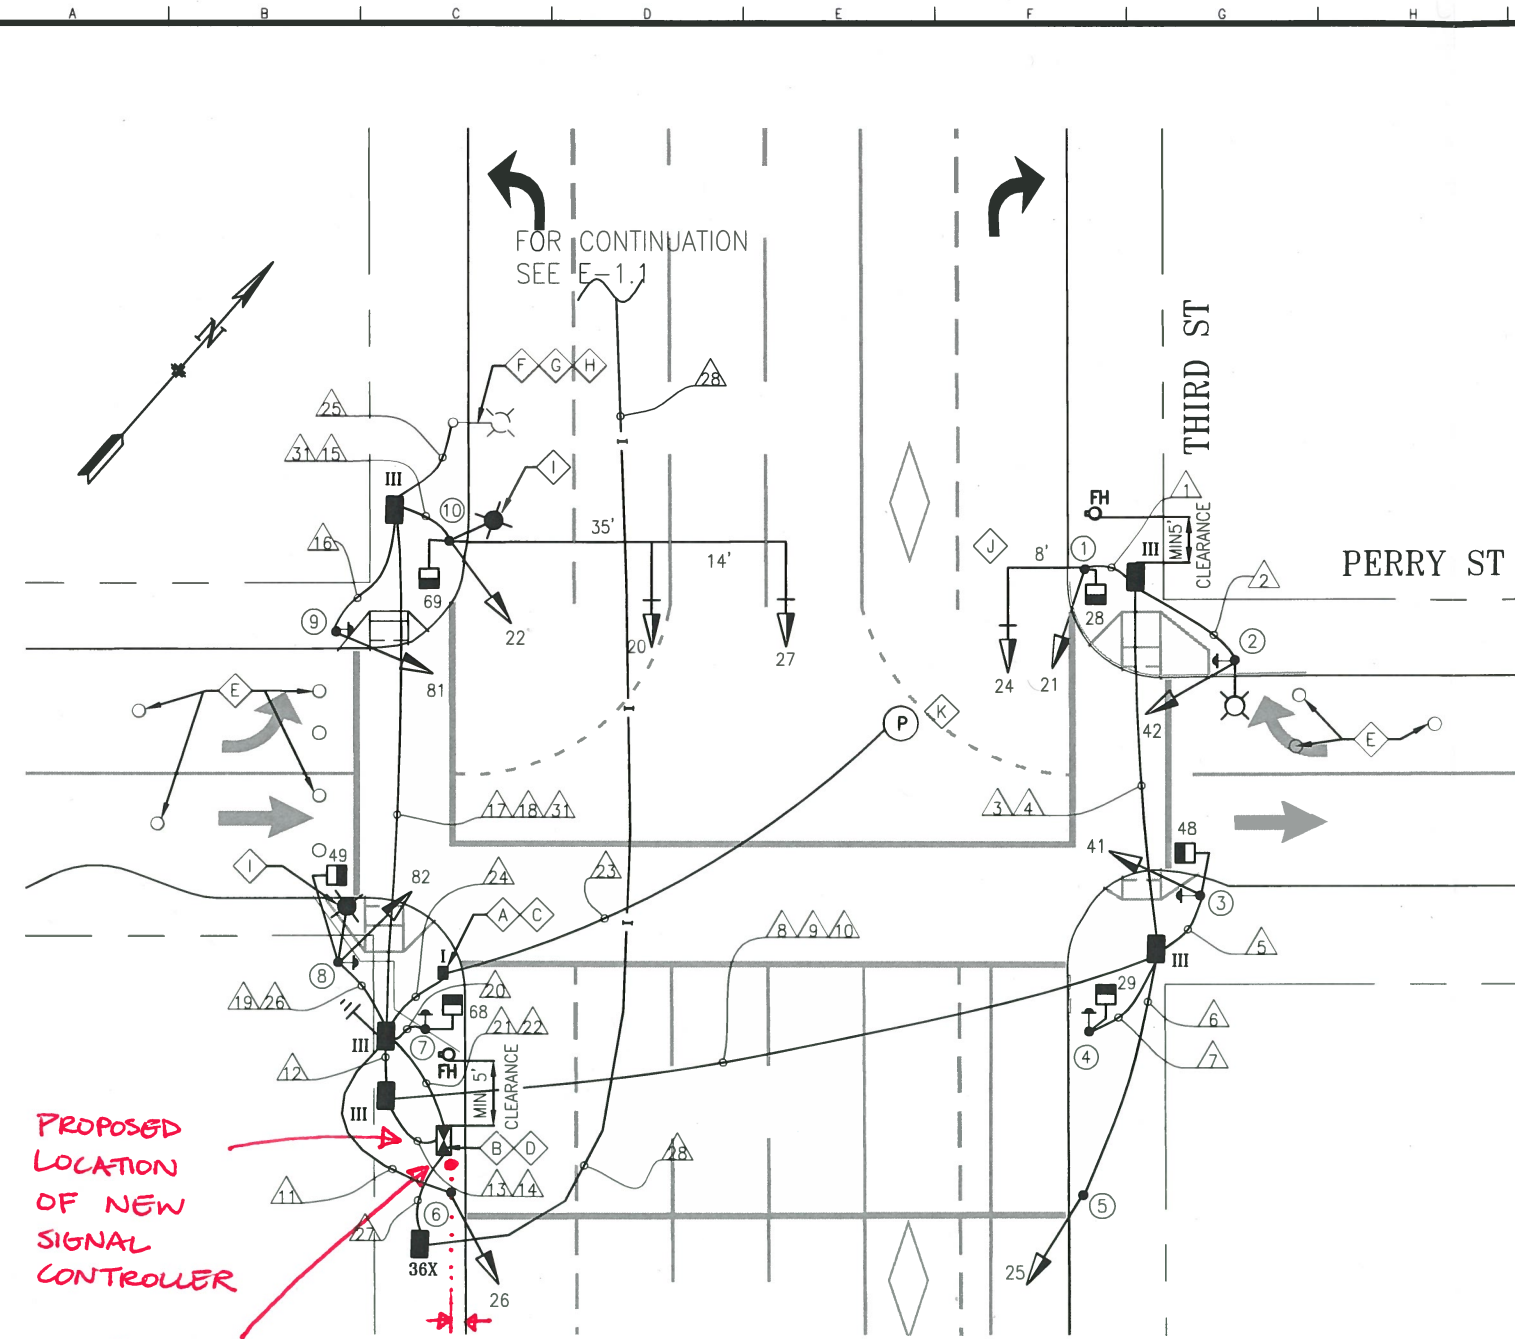 A B C D E F G H
FOR CONTINUATION
SEE E-1.1
N
THIRD ST
PERRY ST
F G H
28
25
31 15
III
I
10
35'
14'
16
69
22
9
81
20
27
J
8'
1
1
FH
III
MIN 5'
CLEARANCE
2
28
2
24
21
42
E
K
P
E
17 18 31
3 4
48
41
49
I
82
24
23
A C
8 9 10
3
5
I
8
19 26
20
68
III
29
21 22
7
FH
6
4
7
12
III
MIN 5'
CLEARANCE
B D
28
13 14
11
6
27
36X
26
5
25
PROPOSED
LOCATION
OF NEW
SIGNAL
CONTROLLER